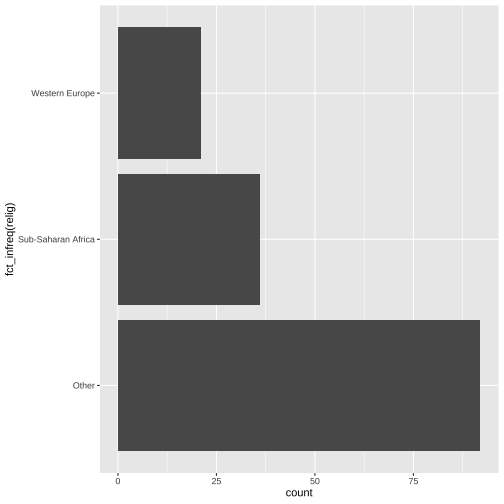 Western Europe
Sub-Saharan Africa
Other
fct_infreq(relig)
0 25 50 75
count